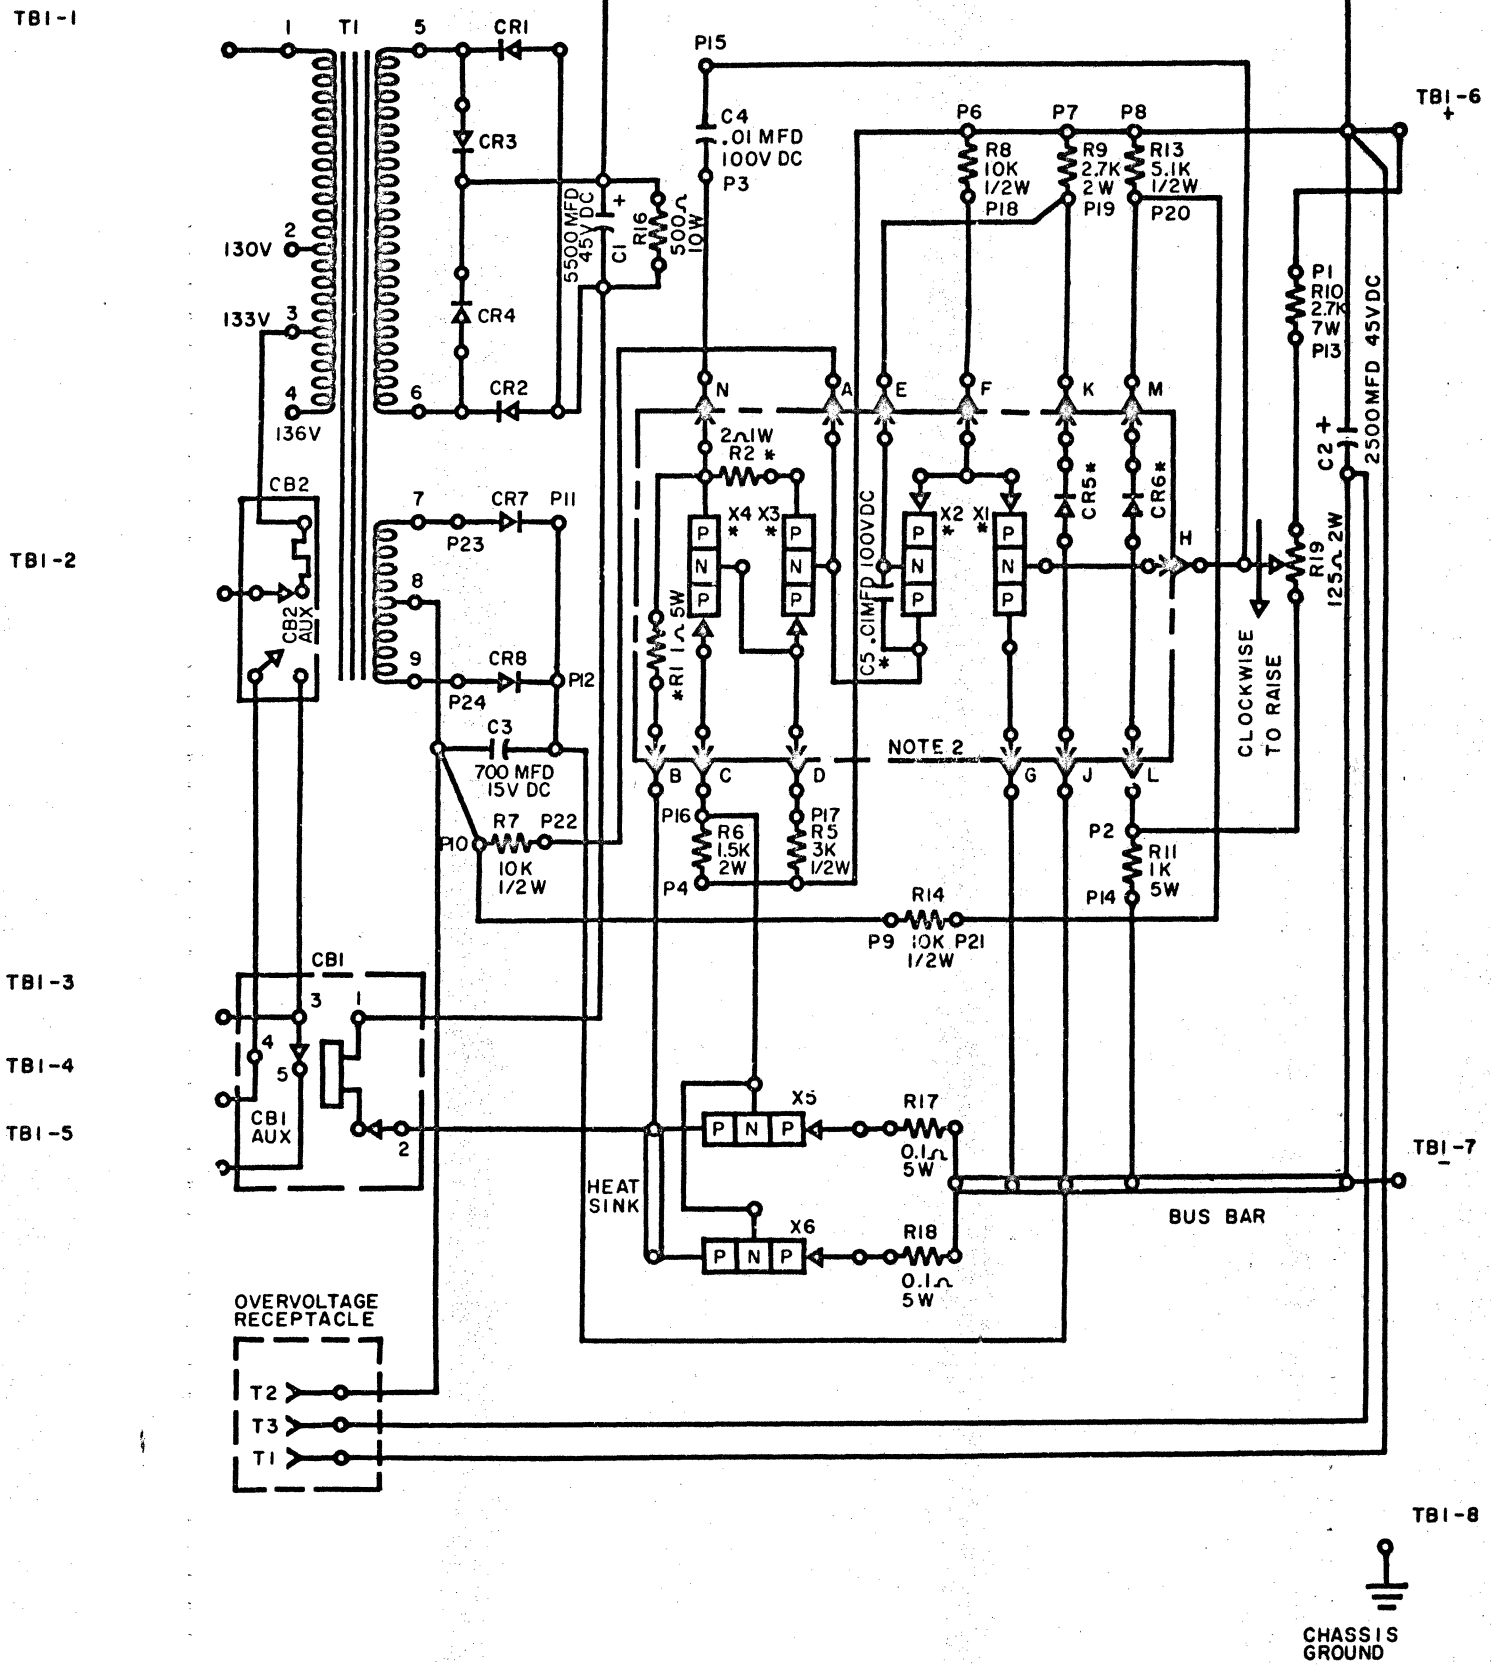 TB1-1
1
T1
5
CR1
P15
TB1-6
+
P6
P7
P8
C4
.01 MFD
100V DC
P3
CR3
R8
10K
1/2W
P18
R9
2.7K
2W
P19
R13
5.1K
1/2W
P20
5500 MFD
45V DC
C1
+
R16
500Ω
10W
2
130V
3
133V
CR4
P1
R10
2.7K
7W
P13
4
136V
6
CR2
N
A
E
F
K
M
C2
+
2500MFD 45VDC
2Ω1W
R2 *
CR5*
CR6*
CB2
7
CR7
P11
P23
X4
*
X3
*
X2
*
X1
*
P
N
P
P
N
P
P
N
P
P
N
P
H
R19
125Ω 2W
TB1-2
8
CB2
AUX
*R1 1Ω 5W
C5 .01MFD 100VDC
*
9
CR8
P12
P24
CLOCKWISE
TO RAISE
C3
700 MFD
15V DC
NOTE 2
B
C
D
G
J
L
P10
R7
P22
10K
1/2W
P16
R6
1.5K
2W
P4
P17
R5
3K
1/2W
P2
R11
1K
5W
P14
R14
P9
10K
P21
1/2W
CB1
TB1-3
3
1
4
TB1-4
5
CB1
AUX
TB1-5
2
X5
P N P
R17
0.1Ω
5W
TB1-7
−
HEAT
SINK
BUS BAR
X6
P N P
R18
0.1Ω
5W
OVERVOLTAGE
RECEPTACLE
T2
T3
T1
TB1-8
CHASSIS
GROUND